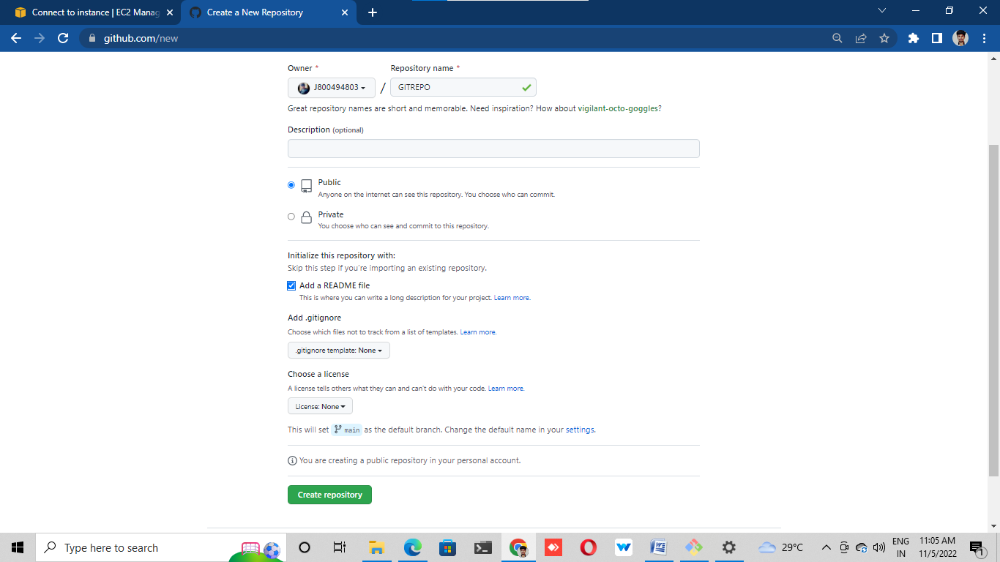 Connect to instance | EC2 Manag
Create a New Repository
github.com/new
Owner *
Repository name *
J800494803
/
GITREPO
Great repository names are short and memorable. Need inspiration? How about vigilant-octo-goggles?
Description (optional)
Public
Anyone on the internet can see this repository. You choose who can commit.
Private
You choose who can see and commit to this repository.
Initialize this repository with:
Skip this step if you're importing an existing repository.
Add a README file
This is where you can write a long description for your project. Learn more.
Add .gitignore
Choose which files not to track from a list of templates. Learn more.
.gitignore template: None
Choose a license
A license tells others what they can and can't do with your code. Learn more.
License: None
This will set main as the default branch. Change the default name in your settings.
You are creating a public repository in your personal account.
Create repository
Type here to search
29°C
ENG
IN
11:05 AM
11/5/2022
1